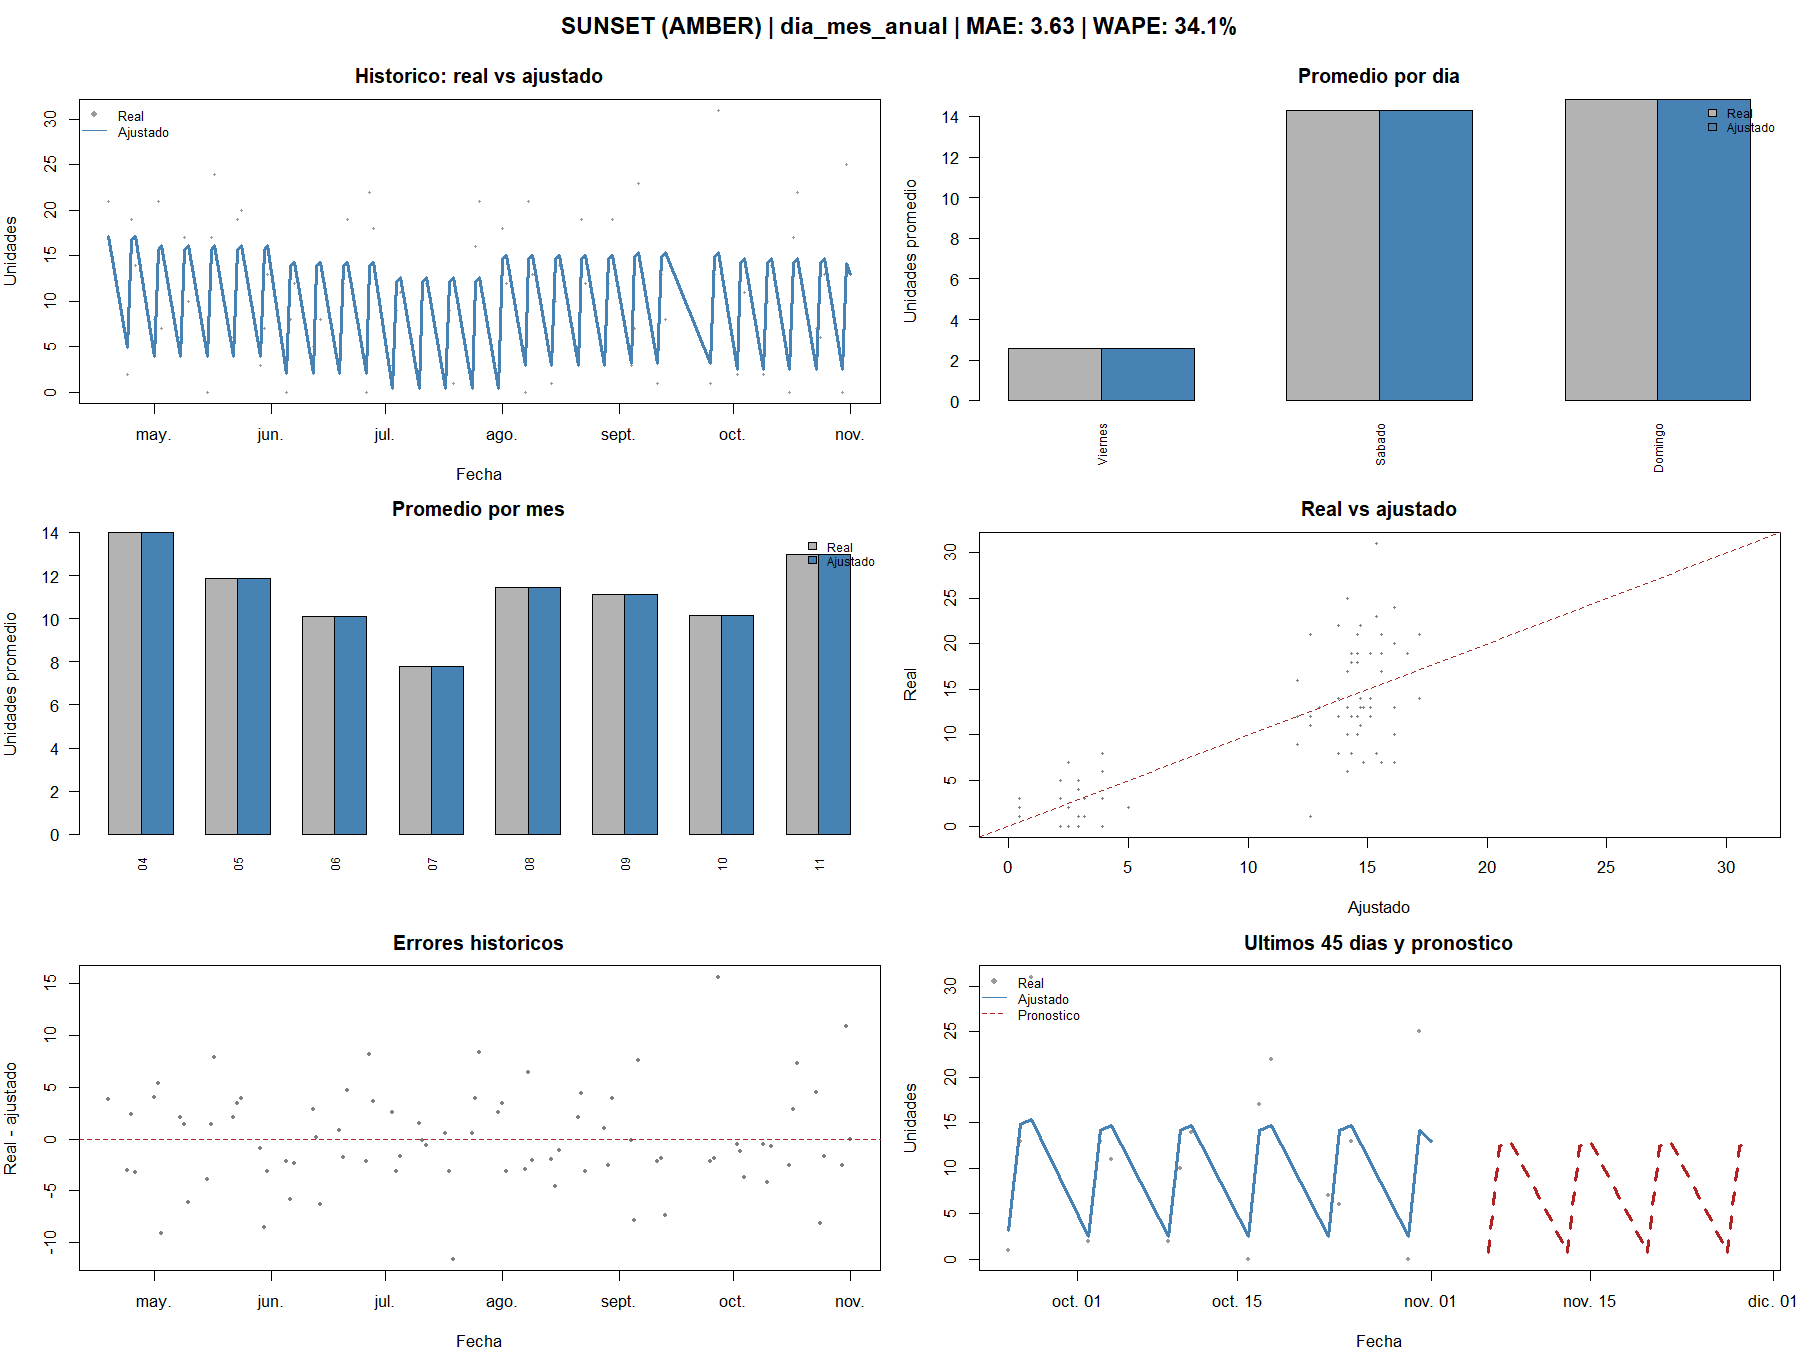 SUNSET (AMBER) | dia_mes_anual | MAE: 3.63 | WAPE: 34.1%
Historico: real vs ajustado
Real
Ajustado
Unidades
0 5 10 15 20 25 30
may. jun. jul. ago. sept. oct. nov.
Fecha
Promedio por dia
Real
Ajustado
Unidades promedio
0 2 4 6 8 10 12 14
Viernes Sabado Domingo
Promedio por mes
Real
Ajustado
Unidades promedio
0 2 4 6 8 10 12 14
04 05 06 07 08 09 10 11
Real vs ajustado
Real
0 5 10 15 20 25 30
0 5 10 15 20 25 30
Ajustado
Errores historicos
Real - ajustado
-10 -5 0 5 10 15
may. jun. jul. ago. sept. oct. nov.
Fecha
Ultimos 45 dias y pronostico
Real
Ajustado
Pronostico
Unidades
0 5 10 15 20 25 30
oct. 01 oct. 15 nov. 01 nov. 15 dic. 01
Fecha